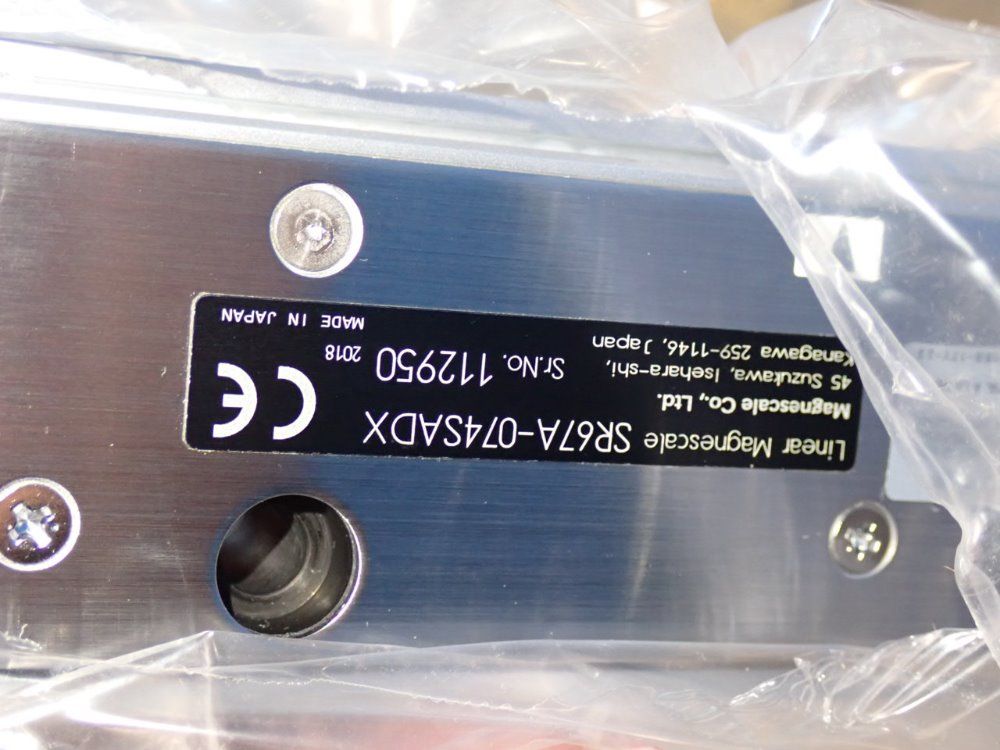 Linear Magnescale SR67A-074SADX
Magnescale Co., Ltd.
45 Suzukawa, Isehara-shi,
Kanagawa 259-1146, Japan
Sr.No. 112950 2018
MADE IN JAPAN
CE